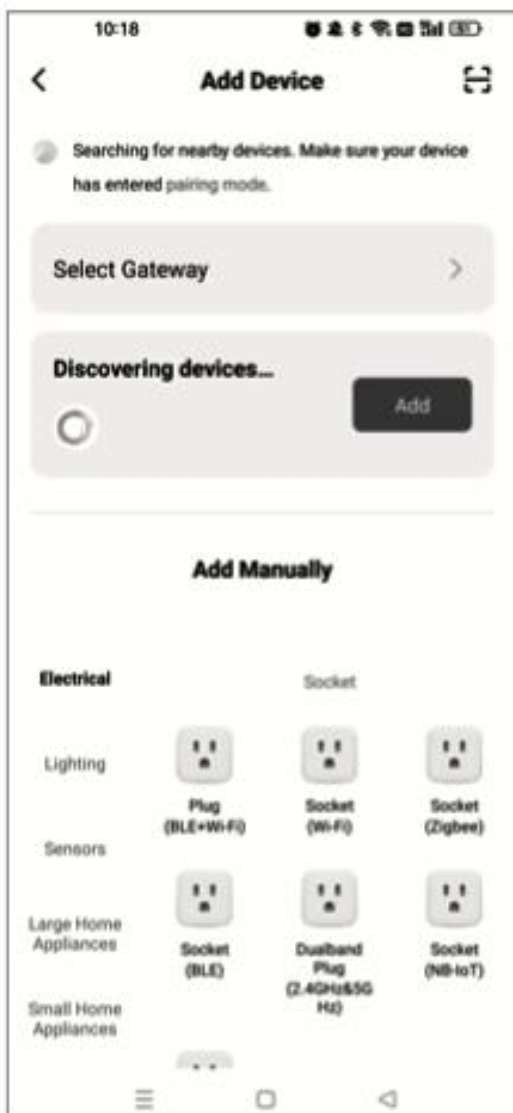 10:18
Add Device
Searching for nearby devices. Make sure your device
has entered pairing mode.
Select Gateway
Discovering devices...
Add
Add Manually
Electrical
Socket
Lighting
Plug
(BLE+Wi-Fi)
Socket
(Wi-Fi)
Socket
(Zigbee)
Sensors
Large Home
Appliances
Socket
(BLE)
Dualband
Plug
(2.4GHz&5G
Hz)
Socket
(NB-IoT)
Small Home
Appliances